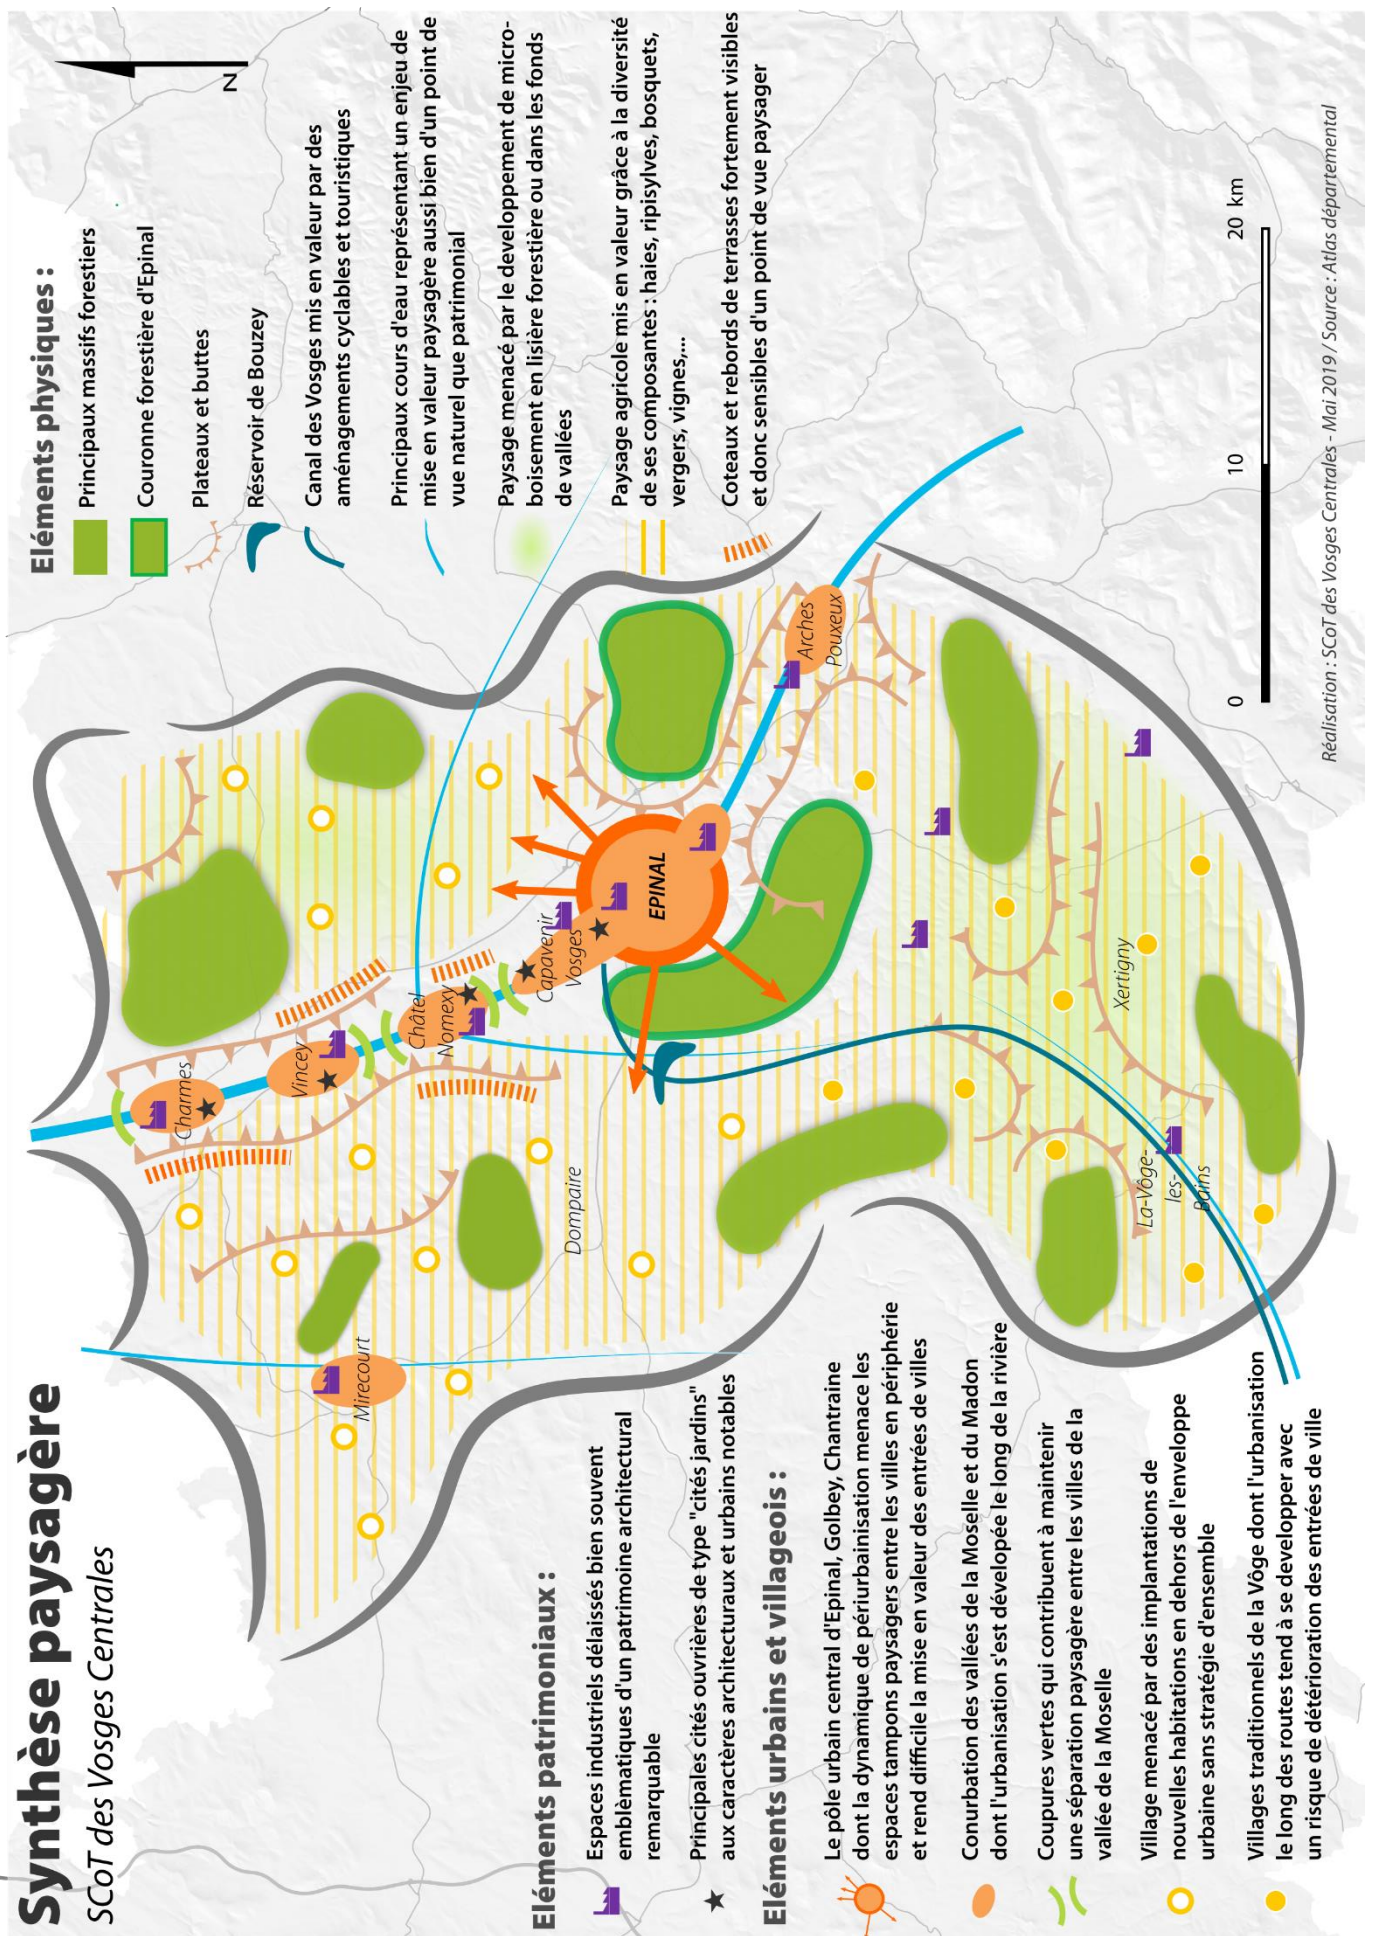 Synthèse paysagère
SCoT des Vosges Centrales
Eléments patrimoniaux :
Espaces industriels délaissés bien souvent
emblèmatiques d'un patrimoine architectural
remarquable
Principales cités ouvrières de type "cités jardins"
aux caractères architecturaux et urbains notables
Eléments urbains et villageois :
Le pôle urbain central d'Epinal, Golbey, Chantraine
dont la dynamique de périurbainisation menace les
espaces tampons paysagers entre les villes en périphérie
et rend difficile la mise en valeur des entrées de villes
Conurbation des vallées de la Moselle et du Madon
dont l'urbanisation s'est dévelopée le long de la rivière
Coupures vertes qui contribuent à maintenir
une séparation paysagère entre les villes de la
vallée de la Moselle
Village menacé par des implantations de
nouvelles habitations en dehors de l'enveloppe
urbaine sans stratégie d'ensemble
Villages traditionnels de la Vôge dont l'urbanisation
le long des routes tend à se developper avec
un risque de détérioration des entrées de ville
Mirecourt
Charmes
Vincey
Châtel
Nomexy
Capavenir
Vosges
EPINAL
Dompaire
Arches
Pouxeux
Xertigny
La-Vôge-
les-
Bains
Eléments physiques :
Principaux massifs forestiers
Couronne forestière d'Epinal
Plateaux et buttes
Réservoir de Bouzey
Canal des Vosges mis en valeur par des
aménagements cyclables et touristiques
Principaux cours d'eau représentant un enjeu de
mise en valeur paysagère aussi bien d'un point de
vue naturel que patrimonial
Paysage menacé par le developpement de micro-
boisement en lisière forestière ou dans les fonds
de vallées
Paysage agricole mis en valeur grâce à la diversité
de ses composantes : haies, ripisylves, bosquets,
vergers, vignes,...
Coteaux et rebords de terrasses fortement visibles
et donc sensibles d'un point de vue paysager
N
0 10 20 km
Réalisation : SCoT des Vosges Centrales - Mai 2019 / Source : Atlas départemental